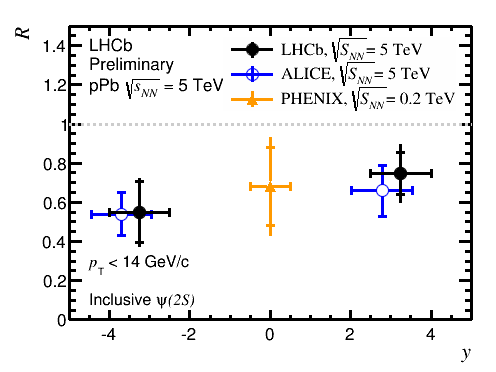 R
1.4
1.2
1
0.8
0.6
0.4
0.2
0
LHCb
Preliminary
pPb √s_NN = 5 TeV
LHCb, √S_NN= 5 TeV
ALICE, √S_NN= 5 TeV
PHENIX, √S_NN= 0.2 TeV
p_T < 14 GeV/c
Inclusive ψ(2S)
-4 -2 0 2 4
y